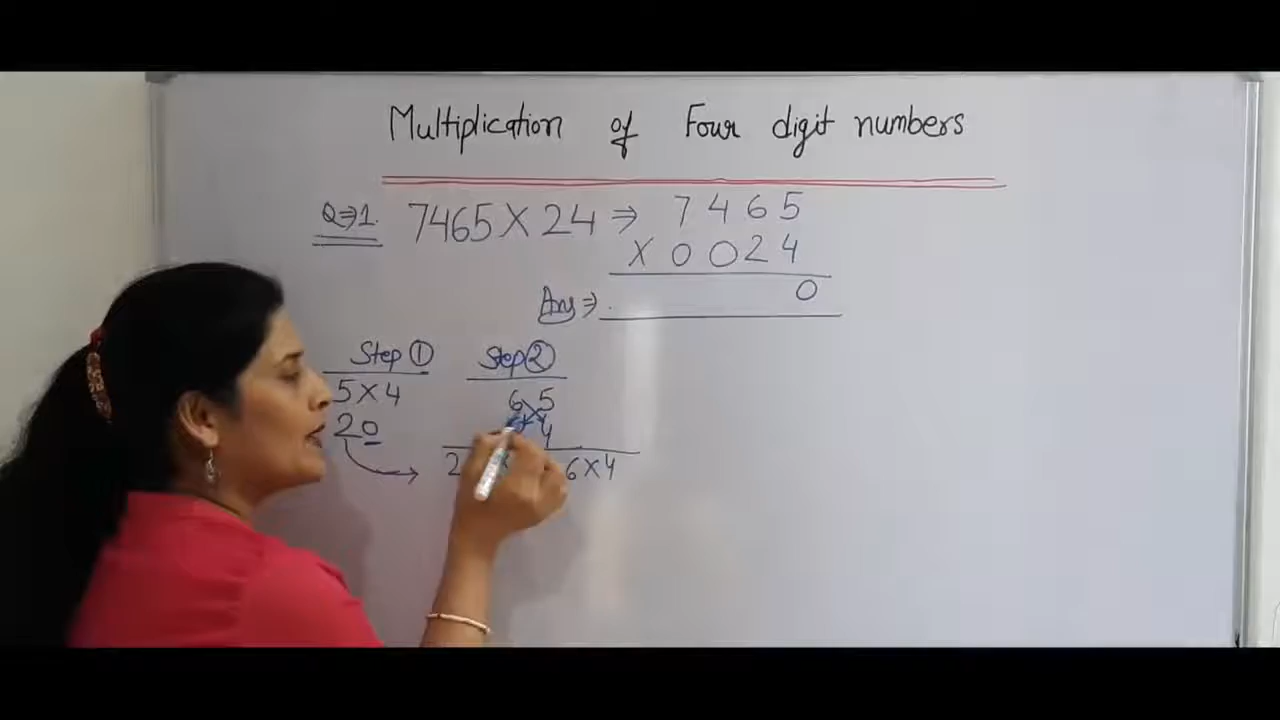 Multiplication of Four digit numbers
Q⇒1. 7465 X 24 ⇒ 7 4 6 5
X 0 0 2 4
0
Ans ⇒
Step ① Step ②
5 X 4 6 5
4
20
2 6 X 4